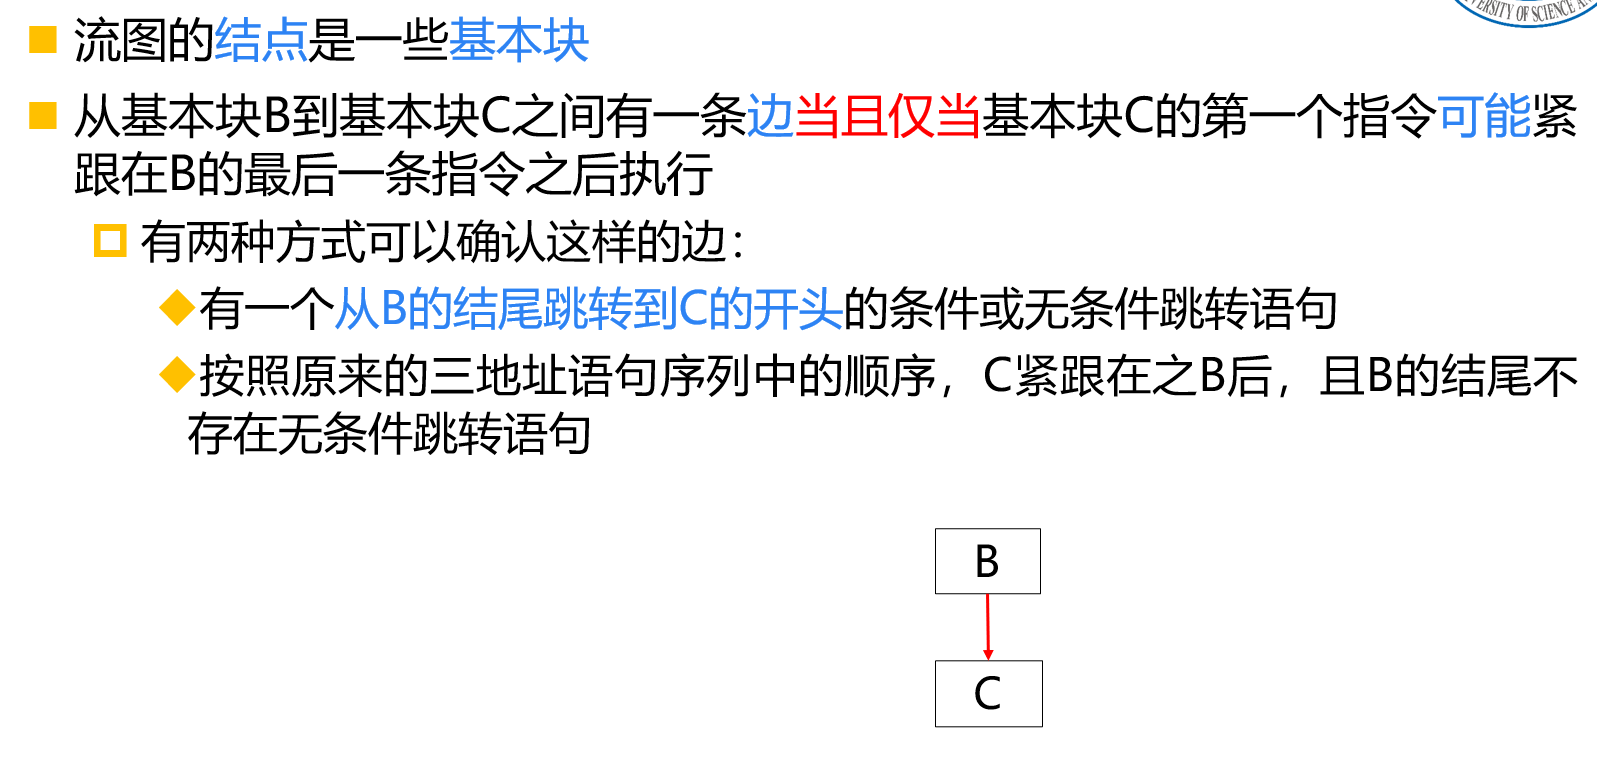 ERSITY OF SCIENCE AN
流图的结点是一些基本块
从基本块B到基本块C之间有一条边当且仅当基本块C的第一个指令可能紧
跟在B的最后一条指令之后执行
有两种方式可以确认这样的边：
有一个从B的结尾跳转到C的开头的条件或无条件跳转语句
按照原来的三地址语句序列中的顺序，C紧跟在之B后，且B的结尾不
存在无条件跳转语句
B
C